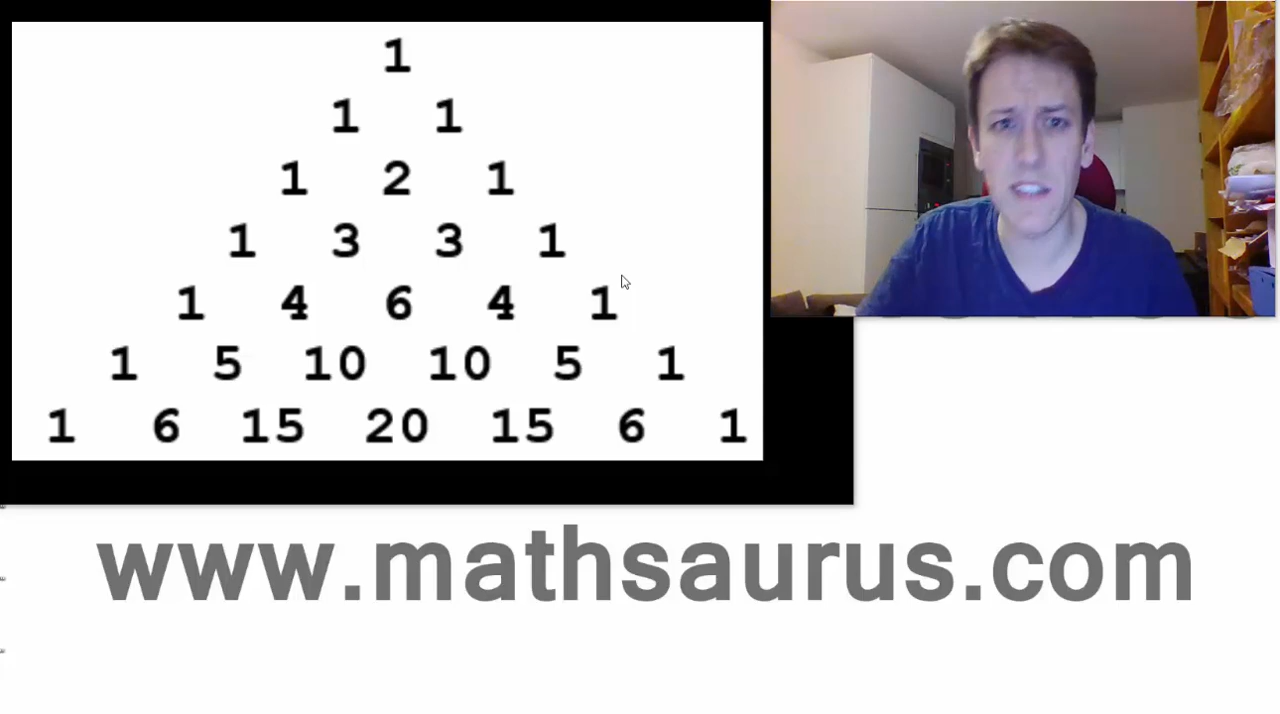 1
1 1
1 2 1
1 3 3 1
1 4 6 4 1
1 5 10 10 5 1
1 6 15 20 15 6 1
www.mathsaurus.com